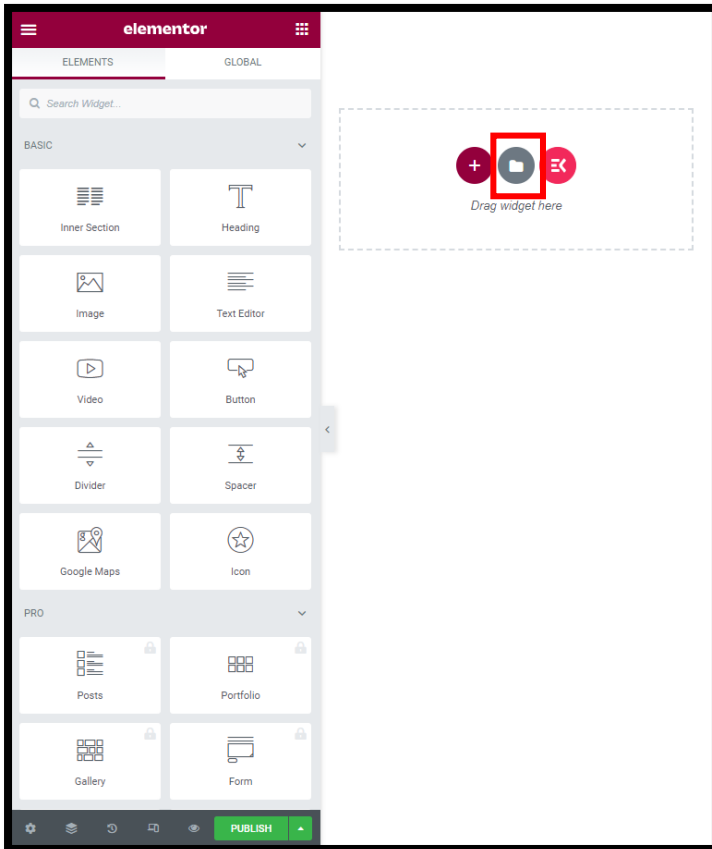 elementor
ELEMENTS GLOBAL
Search Widget...
BASIC
Inner Section Heading
Image Text Editor
Video Button
Divider Spacer
Google Maps Icon
PRO
Posts Portfolio
Gallery Form
PUBLISH
Drag widget here